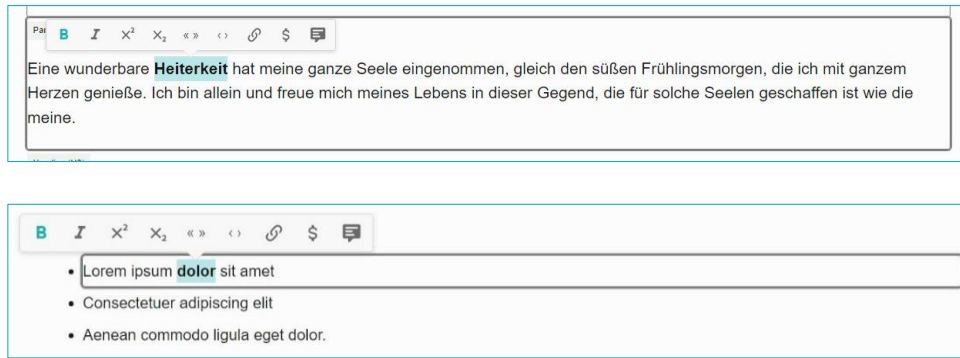 Par
B I X² X₂ « » ‹ › $
Eine wunderbare Heiterkeit hat meine ganze Seele eingenommen, gleich den süßen Frühlingsmorgen, die ich mit ganzem
Herzen genieße. Ich bin allein und freue mich meines Lebens in dieser Gegend, die für solche Seelen geschaffen ist wie die
meine.
B I X² X₂ « » ‹ › $
• Lorem ipsum dolor sit amet
• Consectetuer adipiscing elit
• Aenean commodo ligula eget dolor.